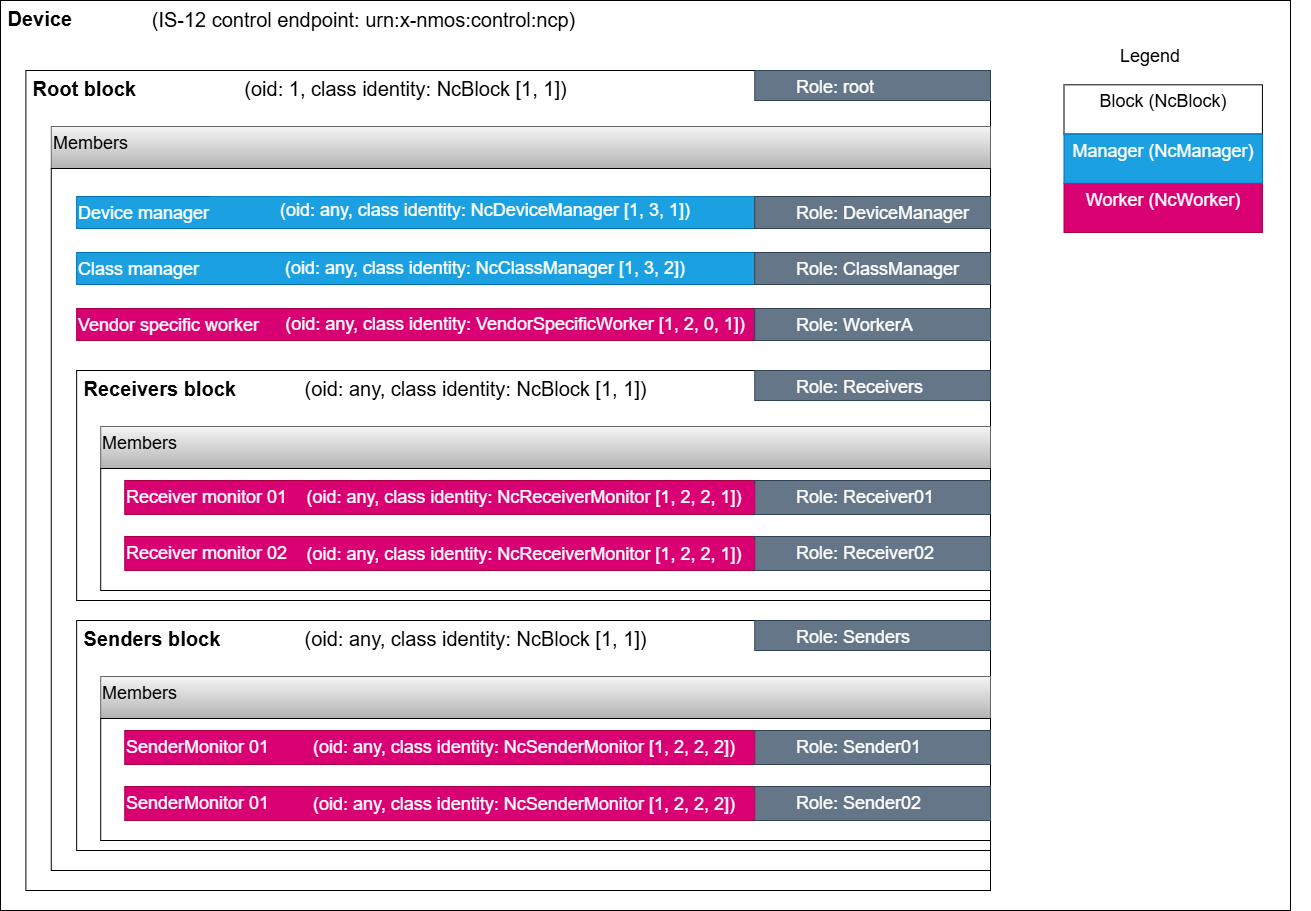 Device (IS-12 control endpoint: urn:x-nmos:control:ncp)
Legend
Block (NcBlock)
Manager (NcManager)
Worker (NcWorker)
Root block (oid: 1, class identity: NcBlock [1, 1]) Role: root
Members
Device manager (oid: any, class identity: NcDeviceManager [1, 3, 1]) Role: DeviceManager
Class manager (oid: any, class identity: NcClassManager [1, 3, 2]) Role: ClassManager
Vendor specific worker (oid: any, class identity: VendorSpecificWorker [1, 2, 0, 1]) Role: WorkerA
Receivers block (oid: any, class identity: NcBlock [1, 1]) Role: Receivers
Members
Receiver monitor 01 (oid: any, class identity: NcReceiverMonitor [1, 2, 2, 1]) Role: Receiver01
Receiver monitor 02 (oid: any, class identity: NcReceiverMonitor [1, 2, 2, 1]) Role: Receiver02
Senders block (oid: any, class identity: NcBlock [1, 1]) Role: Senders
Members
SenderMonitor 01 (oid: any, class identity: NcSenderMonitor [1, 2, 2, 2]) Role: Sender01
SenderMonitor 01 (oid: any, class identity: NcSenderMonitor [1, 2, 2, 2]) Role: Sender02